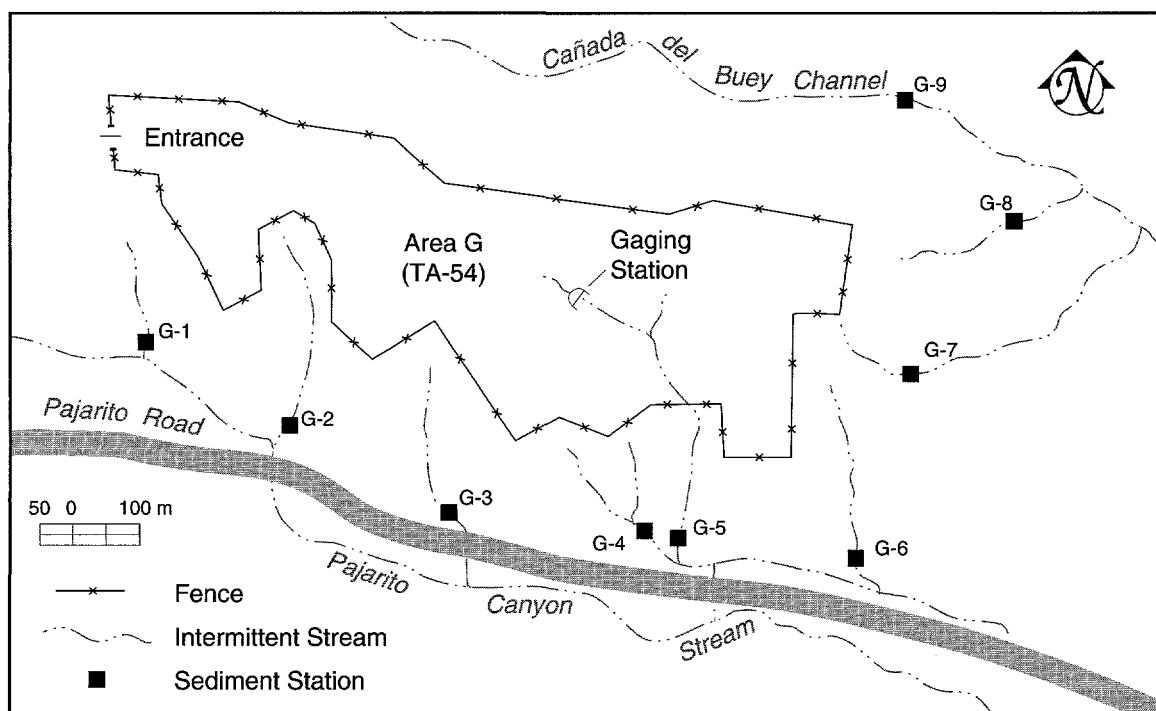 Cañada del Buey Channel
N
G-9
Entrance
G-8
Area G
(TA-54)
Gaging
Station
G-1
G-7
Pajarito Road
G-2
G-3
G-4
G-5
G-6
50 0 100 m
Pajarito Canyon Stream
Fence
Intermittent Stream
Sediment Station